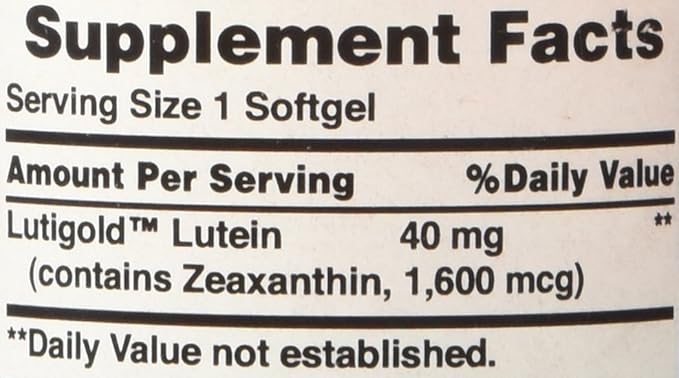 Supplement Facts
Serving Size 1 Softgel
Amount Per Serving %Daily Value
Lutigold™ Lutein 40 mg **
(contains Zeaxanthin, 1,600 mcg)
**Daily Value not established.